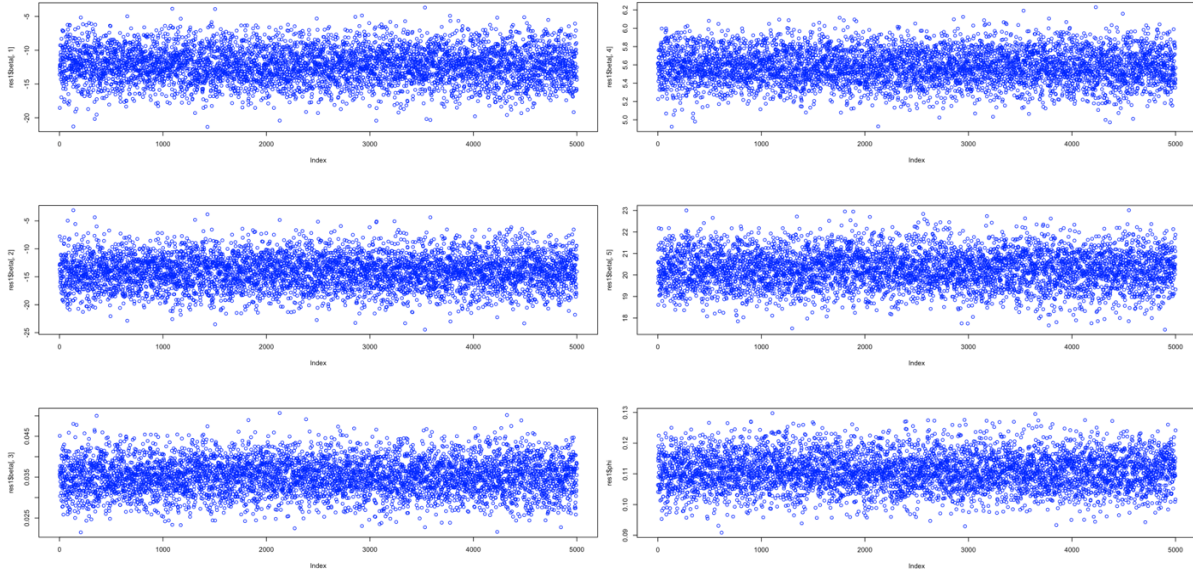 res1$beta[, 1]
-5
-10
-15
-20
0 1000 2000 3000 4000 5000
Index
res1$beta[, 4]
6.2
6.0
5.8
5.6
5.4
5.2
5.0
0 1000 2000 3000 4000 5000
Index
res1$beta[, 2]
-5
-10
-15
-20
-25
0 1000 2000 3000 4000 5000
Index
res1$beta[, 5]
23
22
21
20
19
18
0 1000 2000 3000 4000 5000
Index
res1$beta[, 3]
0.045
0.035
0.025
0 1000 2000 3000 4000 5000
Index
res1$phi
0.13
0.12
0.11
0.10
0.09
0 1000 2000 3000 4000 5000
Index